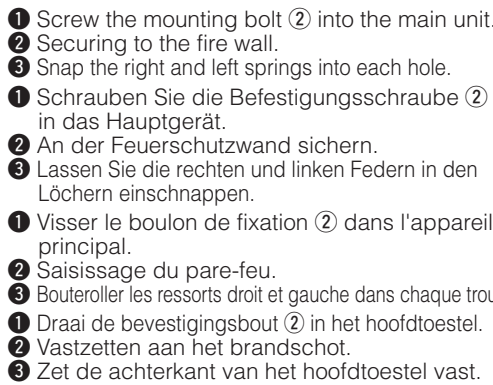 ❶ Screw the mounting bolt ② into the main unit.
❷ Securing to the fire wall.
❸ Snap the right and left springs into each hole.
❶ Schrauben Sie die Befestigungsschraube ②
in das Hauptgerät.
❷ An der Feuerschutzwand sichern.
❸ Lassen Sie die rechten und linken Federn in den
Löchern einschnappen.
❶ Visser le boulon de fixation ② dans l'appareil
principal.
❷ Saisissage du pare-feu.
❸ Bouteroller les ressorts droit et gauche dans chaque trou
❶ Draai de bevestigingsbout ② in het hoofdtoestel.
❷ Vastzetten aan het brandschot.
❸ Zet de achterkant van het hoofdtoestel vast.